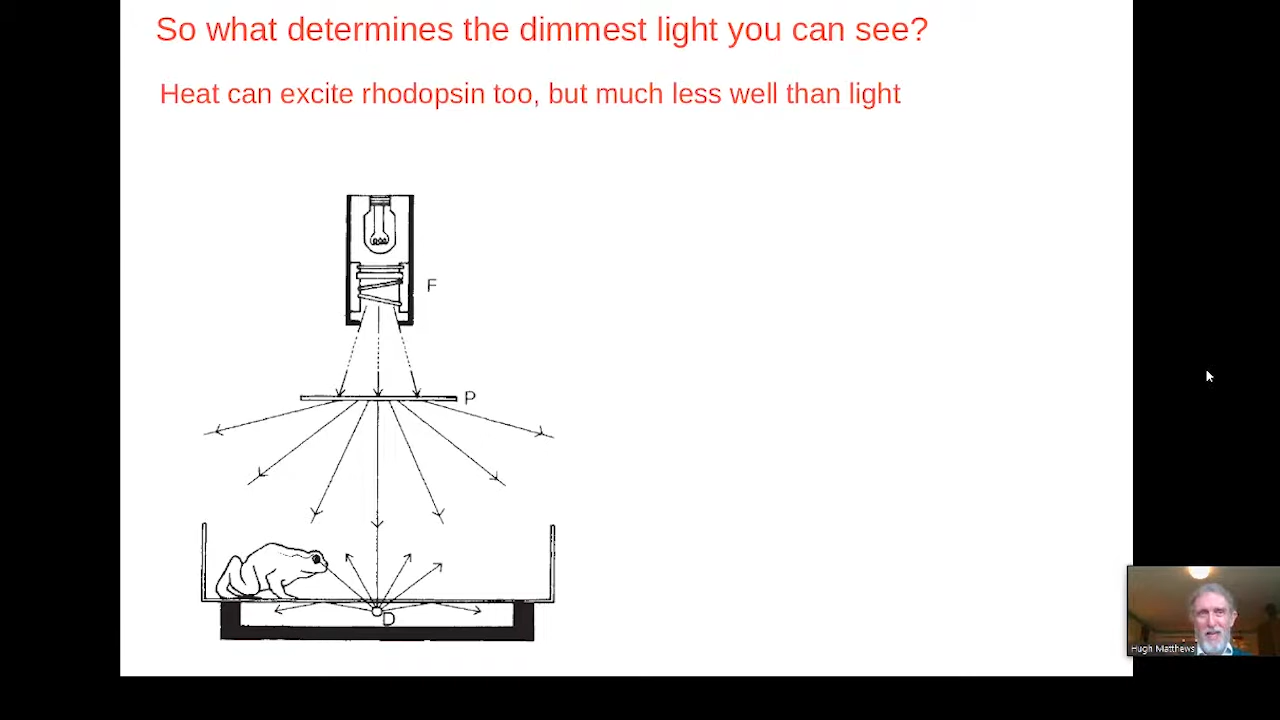 So what determines the dimmest light you can see?
Heat can excite rhodopsin too, but much less well than light
F
P
D
Hugh Matthews